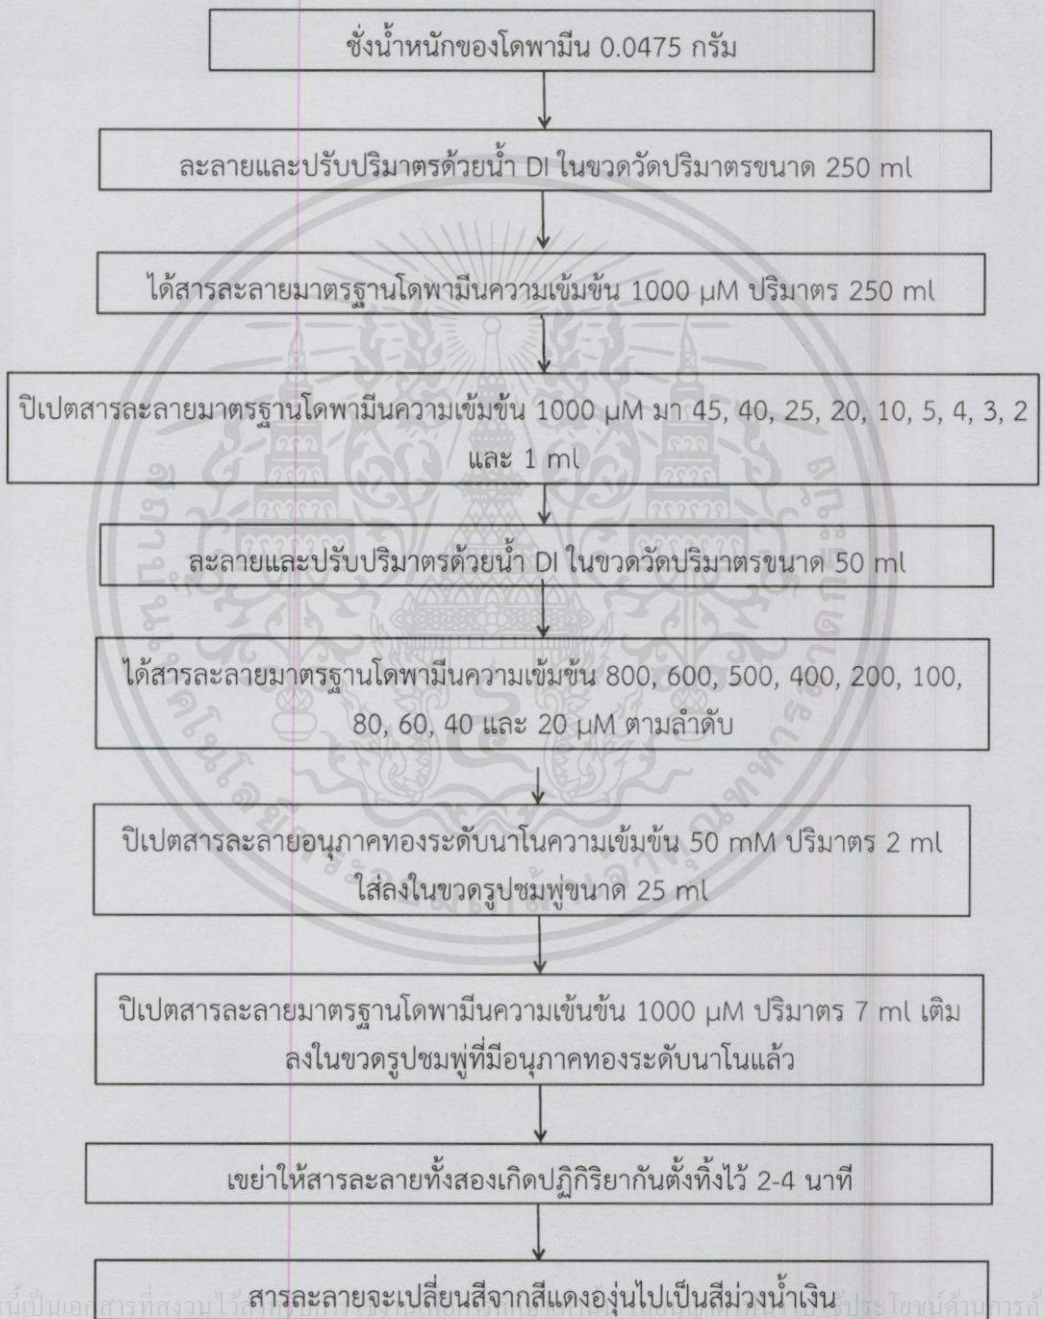 ชั่งน้ำหนักของโดพามีน 0.0475 กรัม
ละลายและปรับปริมาตรด้วยน้ำ DI ในขวดวัดปริมาตรขนาด 250 ml
ได้สารละลายมาตรฐานโดพามีนความเข้มข้น 1000 µM ปริมาตร 250 ml
ปิเปตสารละลายมาตรฐานโดพามีนความเข้มข้น 1000 µM มา 45, 40, 25, 20, 10, 5, 4, 3, 2
และ 1 ml
ละลายและปรับปริมาตรด้วยน้ำ DI ในขวดวัดปริมาตรขนาด 50 ml
ได้สารละลายมาตรฐานโดพามีนความเข้มข้น 800, 600, 500, 400, 200, 100,
80, 60, 40 และ 20 µM ตามลำดับ
ปิเปตสารละลายอนุภาคทองระดับนาโนความเข้มข้น 50 mM ปริมาตร 2 ml
ใส่ลงในขวดรูปชมพู่ขนาด 25 ml
ปิเปตสารละลายมาตรฐานโดพามีนความเข้นข้น 1000 µM ปริมาตร 7 ml เติม
ลงในขวดรูปชมพู่ที่มีอนุภาคทองระดับนาโนแล้ว
เขย่าให้สารละลายทั้งสองเกิดปฏิกิริยากันตั้งทิ้งไว้ 2-4 นาที
สารละลายจะเปลี่ยนสีจากสีแดงองุ่นไปเป็นสีม่วงน้ำเงิน